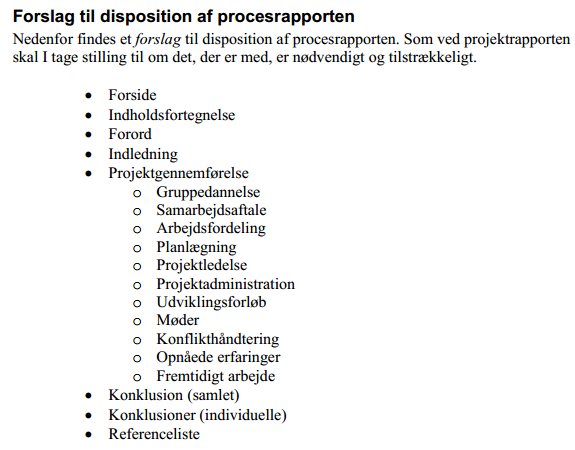 Forslag til disposition af procesrapporten
Nedenfor findes et forslag til disposition af procesrapporten. Som ved projektrapporten
skal I tage stilling til om det, der er med, er nødvendigt og tilstrækkeligt.
• Forside
• Indholdsfortegnelse
• Forord
• Indledning
• Projektgennemførelse
o Gruppedannelse
o Samarbejdsaftale
o Arbejdsfordeling
o Planlægning
o Projektledelse
o Projektadministration
o Udviklingsforløb
o Møder
o Konflikthåndtering
o Opnåede erfaringer
o Fremtidigt arbejde
• Konklusion (samlet)
• Konklusioner (individuelle)
• Referenceliste